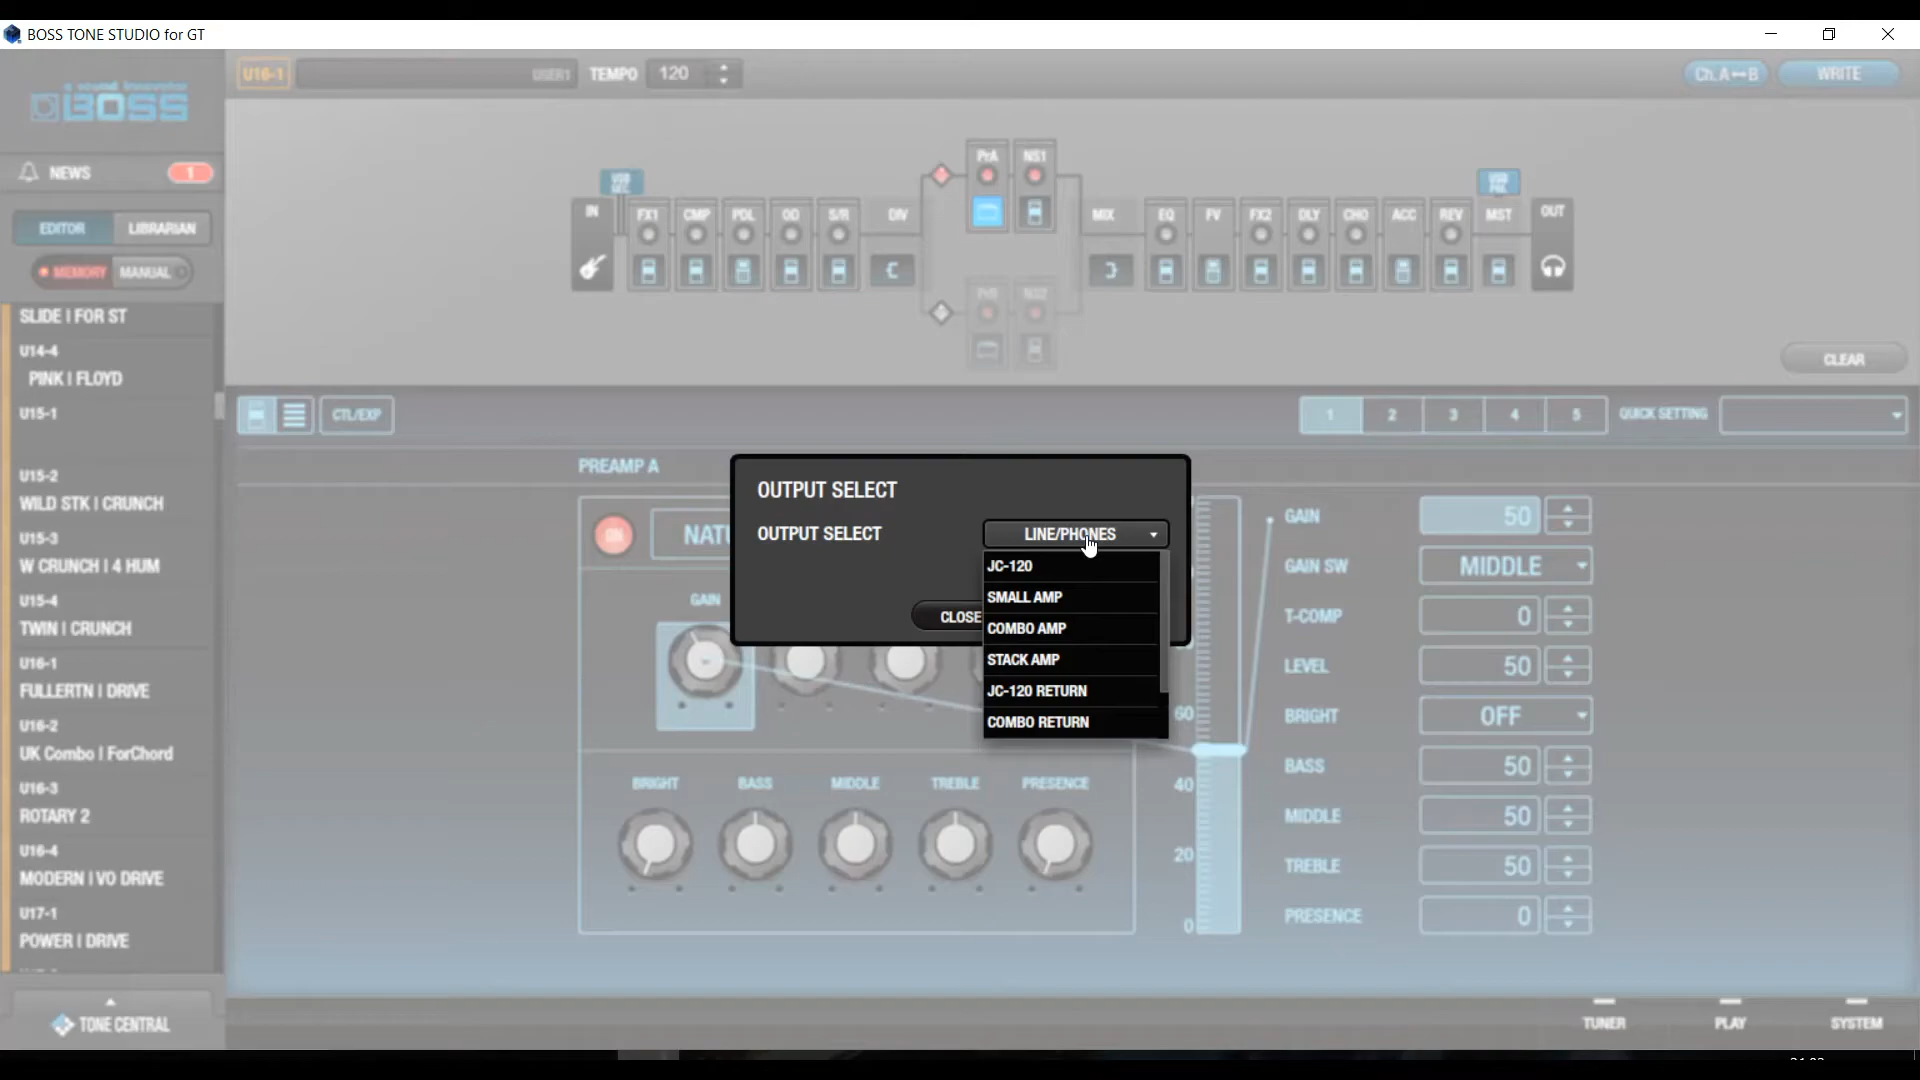 BOSS TONE STUDIO for GT
a sound innovator
BOSS
U16-1
USER1
TEMPO
120
Ch.A↔B
WRITE
NEWS
1
EDITOR
LIBRARIAN
MEMORY
MANUAL
SLIDE | FOR ST
U14-4
PINK | FLOYD
U15-1
U15-2
WILD STK | CRUNCH
U15-3
W CRUNCH | 4 HUM
U15-4
TWIN | CRUNCH
U16-1
FULLERTN | DRIVE
U16-2
UK Combo | ForChord
U16-3
ROTARY 2
U16-4
MODERN | VO DRIVE
U17-1
POWER | DRIVE
TONE CENTRAL
USB
IN
FX1
CMP
PDL
OD
S/R
DIV
PrA
NS1
PrB
NS2
MIX
EQ
FV
FX2
DLY
CHO
ACC
REV
USB
MST
OUT
CLEAR
CTL/EXP
1
2
3
4
5
QUICK SETTING
PREAMP A
ON
NATU
GAIN
BRIGHT
BASS
MIDDLE
TREBLE
PRESENCE
60
40
20
0
OUTPUT SELECT
OUTPUT SELECT
LINE/PHONES
JC-120
SMALL AMP
COMBO AMP
STACK AMP
JC-120 RETURN
COMBO RETURN
CLOSE
GAIN
50
GAIN SW
MIDDLE
T-COMP
0
LEVEL
50
BRIGHT
OFF
BASS
50
MIDDLE
50
TREBLE
50
PRESENCE
0
TUNER
PLAY
SYSTEM